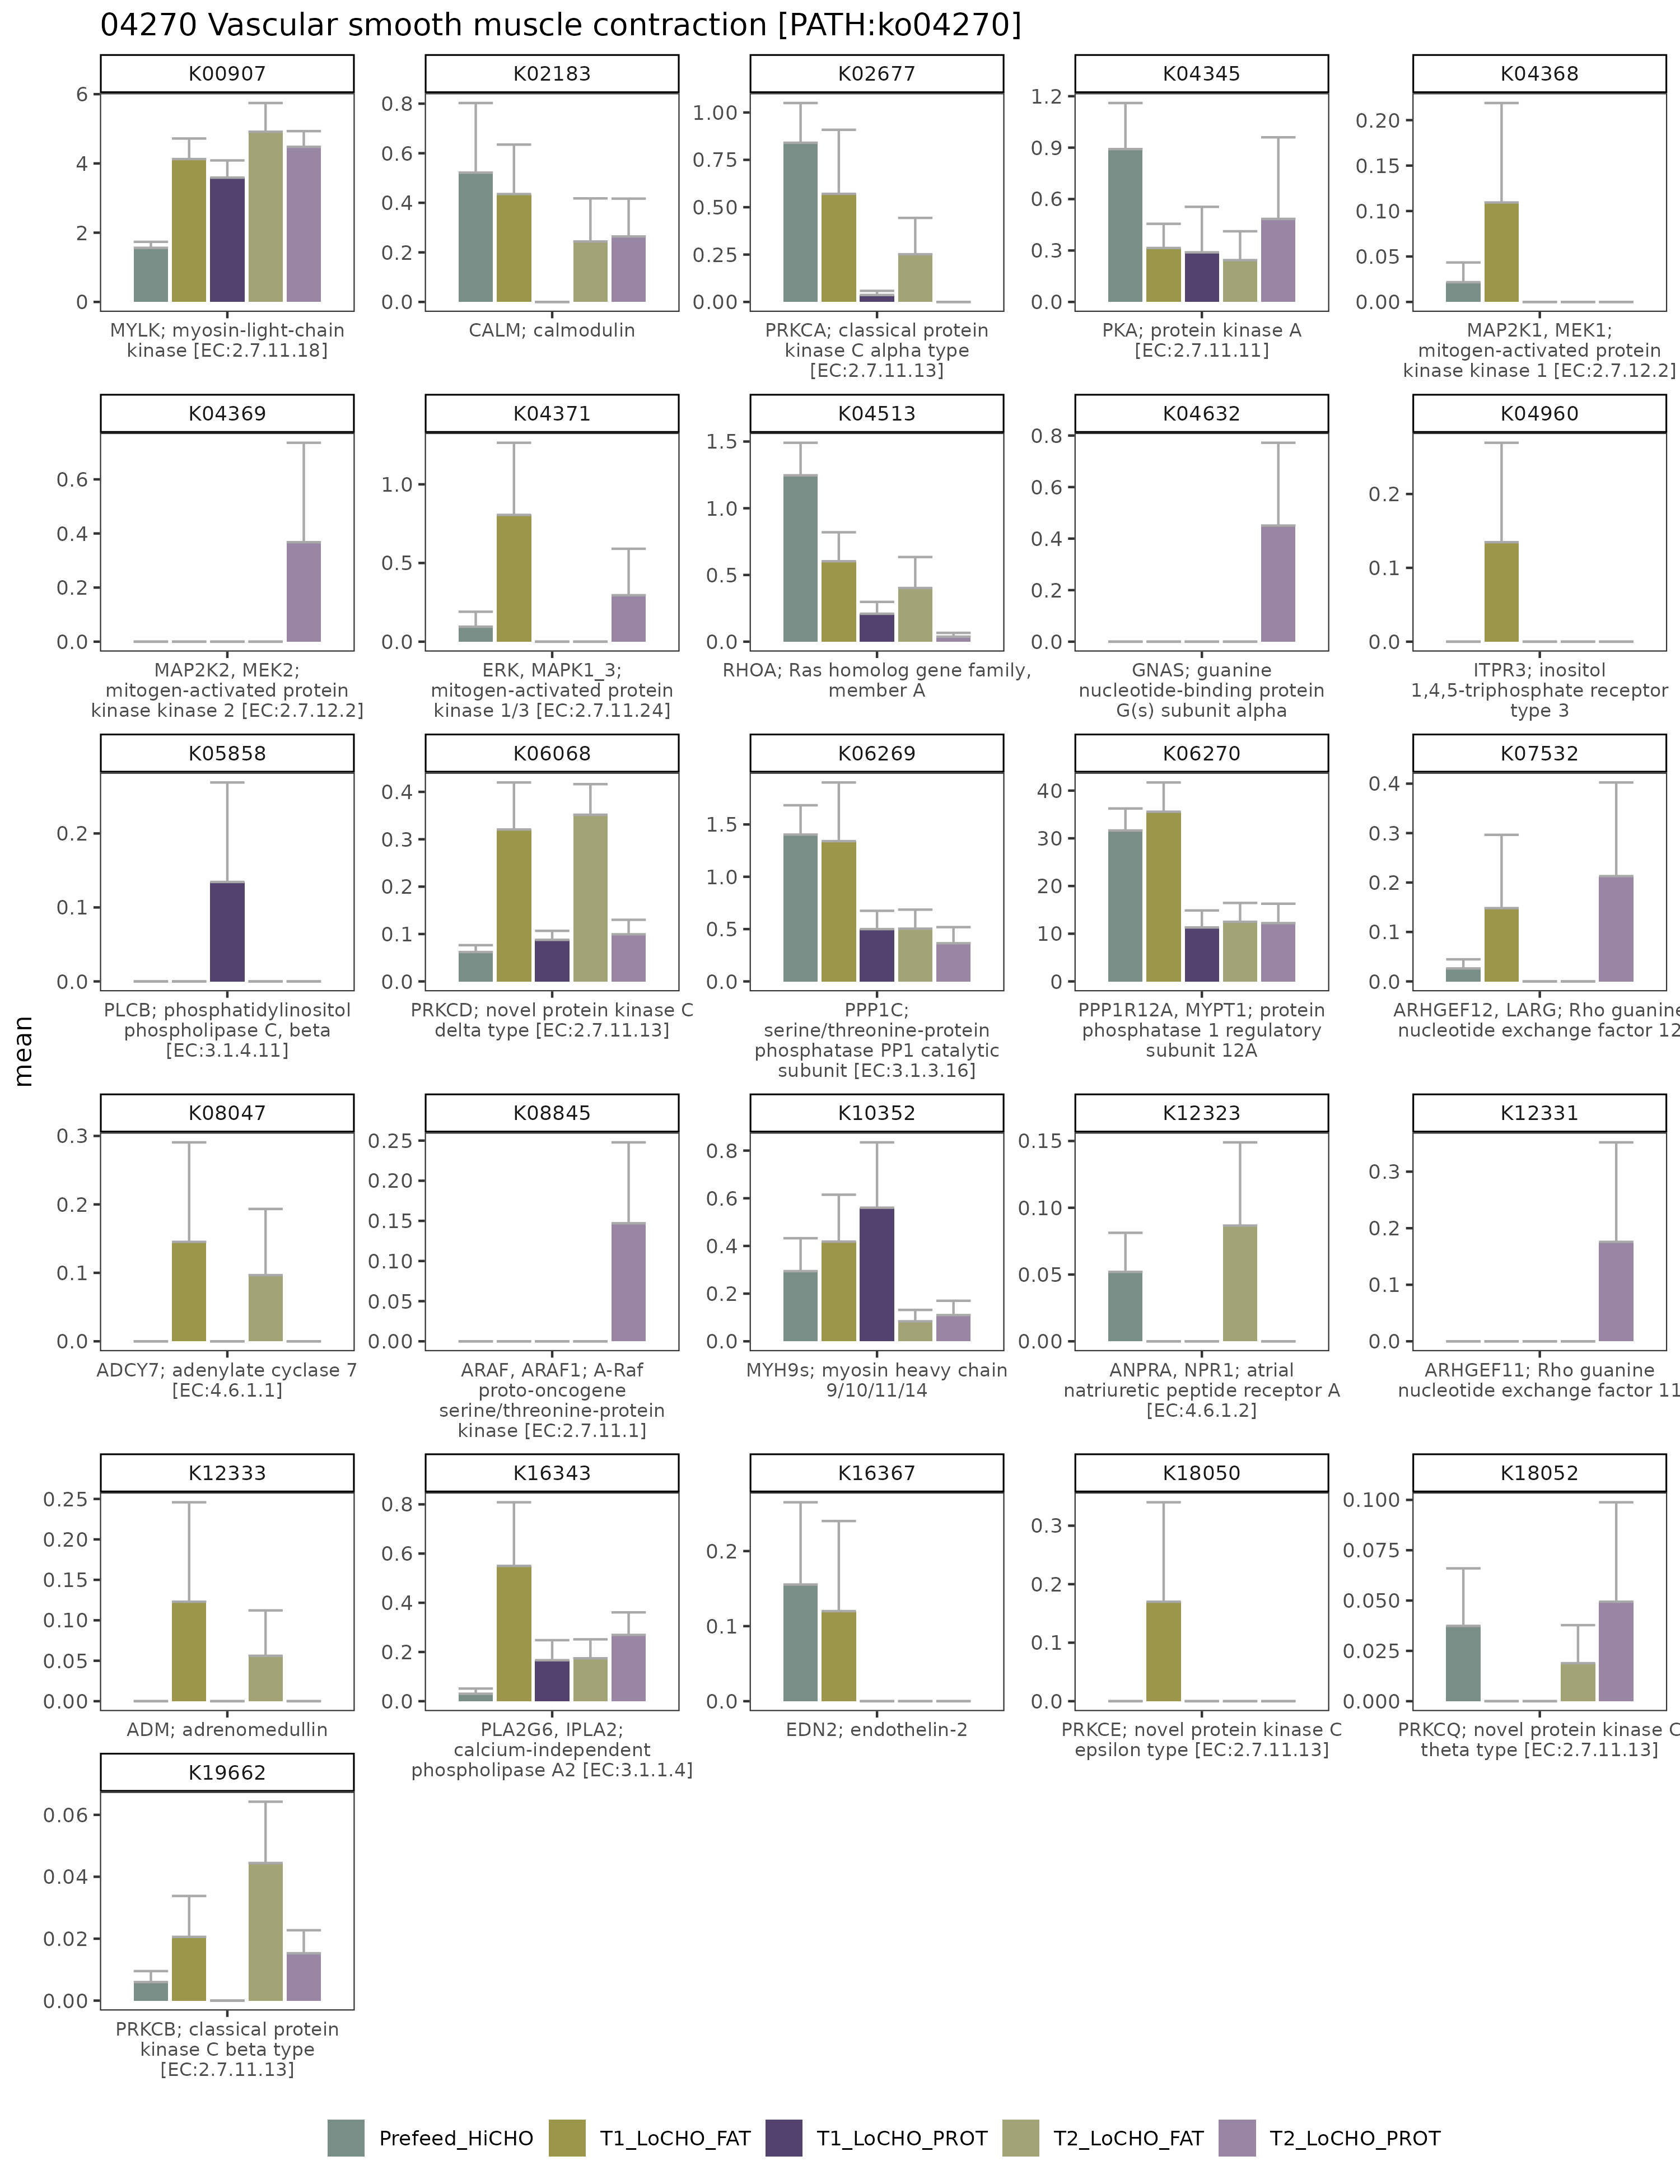 04270 Vascular smooth muscle contraction [PATH:ko04270]
mean
K00907
6
4
2
0
MYLK; myosin-light-chain
kinase [EC:2.7.11.18]
K02183
0.8
0.6
0.4
0.2
0.0
CALM; calmodulin
K02677
1.00
0.75
0.50
0.25
0.00
PRKCA; classical protein
kinase C alpha type
[EC:2.7.11.13]
K04345
1.2
0.9
0.6
0.3
0.0
PKA; protein kinase A
[EC:2.7.11.11]
K04368
0.20
0.15
0.10
0.05
0.00
MAP2K1, MEK1;
mitogen-activated protein
kinase kinase 1 [EC:2.7.12.2]
K04369
0.6
0.4
0.2
0.0
MAP2K2, MEK2;
mitogen-activated protein
kinase kinase 2 [EC:2.7.12.2]
K04371
1.0
0.5
0.0
ERK, MAPK1_3;
mitogen-activated protein
kinase 1/3 [EC:2.7.11.24]
K04513
1.5
1.0
0.5
0.0
RHOA; Ras homolog gene family,
member A
K04632
0.8
0.6
0.4
0.2
0.0
GNAS; guanine
nucleotide-binding protein
G(s) subunit alpha
K04960
0.2
0.1
0.0
ITPR3; inositol
1,4,5-triphosphate receptor
type 3
K05858
0.2
0.1
0.0
PLCB; phosphatidylinositol
phospholipase C, beta
[EC:3.1.4.11]
K06068
0.4
0.3
0.2
0.1
0.0
PRKCD; novel protein kinase C
delta type [EC:2.7.11.13]
K06269
1.5
1.0
0.5
0.0
PPP1C;
serine/threonine-protein
phosphatase PP1 catalytic
subunit [EC:3.1.3.16]
K06270
40
30
20
10
0
PPP1R12A, MYPT1; protein
phosphatase 1 regulatory
subunit 12A
K07532
0.4
0.3
0.2
0.1
0.0
ARHGEF12, LARG; Rho guanine
nucleotide exchange factor 12
K08047
0.3
0.2
0.1
0.0
ADCY7; adenylate cyclase 7
[EC:4.6.1.1]
K08845
0.25
0.20
0.15
0.10
0.05
0.00
ARAF, ARAF1; A-Raf
proto-oncogene
serine/threonine-protein
kinase [EC:2.7.11.1]
K10352
0.8
0.6
0.4
0.2
0.0
MYH9s; myosin heavy chain
9/10/11/14
K12323
0.15
0.10
0.05
0.00
ANPRA, NPR1; atrial
natriuretic peptide receptor A
[EC:4.6.1.2]
K12331
0.3
0.2
0.1
0.0
ARHGEF11; Rho guanine
nucleotide exchange factor 11
K12333
0.25
0.20
0.15
0.10
0.05
0.00
ADM; adrenomedullin
K16343
0.8
0.6
0.4
0.2
0.0
PLA2G6, IPLA2;
calcium-independent
phospholipase A2 [EC:3.1.1.4]
K16367
0.2
0.1
0.0
EDN2; endothelin-2
K18050
0.3
0.2
0.1
0.0
PRKCE; novel protein kinase C
epsilon type [EC:2.7.11.13]
K18052
0.100
0.075
0.050
0.025
0.000
PRKCQ; novel protein kinase C
theta type [EC:2.7.11.13]
K19662
0.06
0.04
0.02
0.00
PRKCB; classical protein
kinase C beta type
[EC:2.7.11.13]
Prefeed_HiCHO T1_LoCHO_FAT T1_LoCHO_PROT T2_LoCHO_FAT T2_LoCHO_PROT